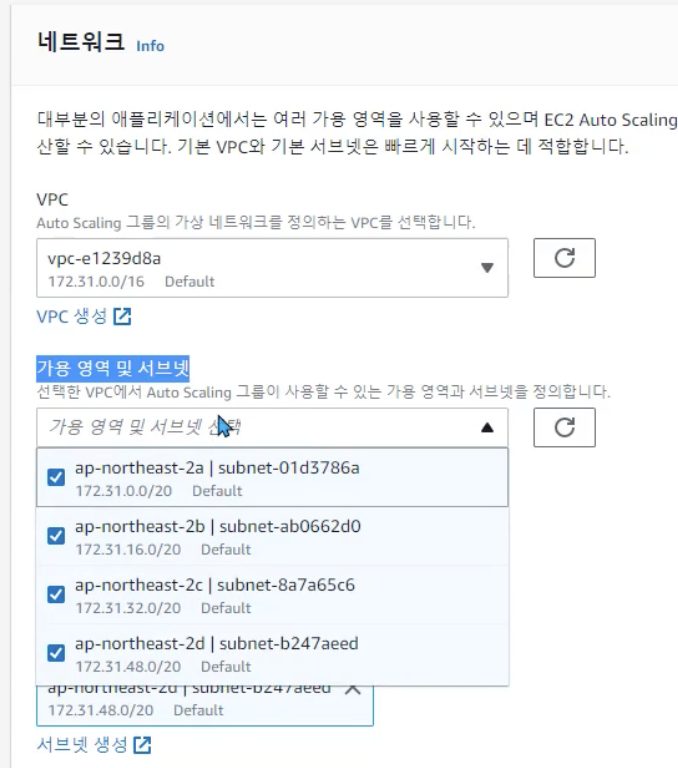 네트워크 Info
대부분의 애플리케이션에서는 여러 가용 영역을 사용할 수 있으며 EC2 Auto Scaling
산할 수 있습니다. 기본 VPC와 기본 서브넷은 빠르게 시작하는 데 적합합니다.
VPC
Auto Scaling 그룹의 가상 네트워크를 정의하는 VPC를 선택합니다.
vpc-e1239d8a
172.31.0.0/16 Default
VPC 생성
가용 영역 및 서브넷
선택한 VPC에서 Auto Scaling 그룹이 사용할 수 있는 가용 영역과 서브넷을 정의합니다.
가용 영역 및 서브넷 선택
ap-northeast-2a | subnet-01d3786a
172.31.0.0/20 Default
ap-northeast-2b | subnet-ab0662d0
172.31.16.0/20 Default
ap-northeast-2c | subnet-8a7a65c6
172.31.32.0/20 Default
ap-northeast-2d | subnet-b247aeed
172.31.48.0/20 Default
ap-northeast-2d | subnet-b247aeed
172.31.48.0/20 Default
서브넷 생성